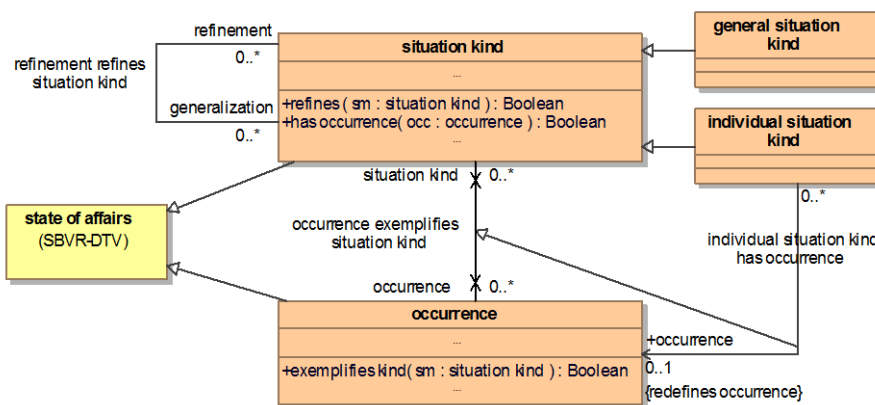 refinement
0..*
refinement refines
situation kind
generalization
0..*
situation kind
...
+refines( sm : situation kind ) : Boolean
+has occurrence( occ : occurrence ) : Boolean
...
general situation
kind
individual situation
kind
situation kind
0..*
0..*
state of affairs
(SBVR-DTV)
occurrence exemplifies
situation kind
individual situation kind
has occurrence
occurrence
0..*
occurrence
...
+exemplifies kind( sm : situation kind ) : Boolean
...
+occurrence
0..1
{redefines occurrence}